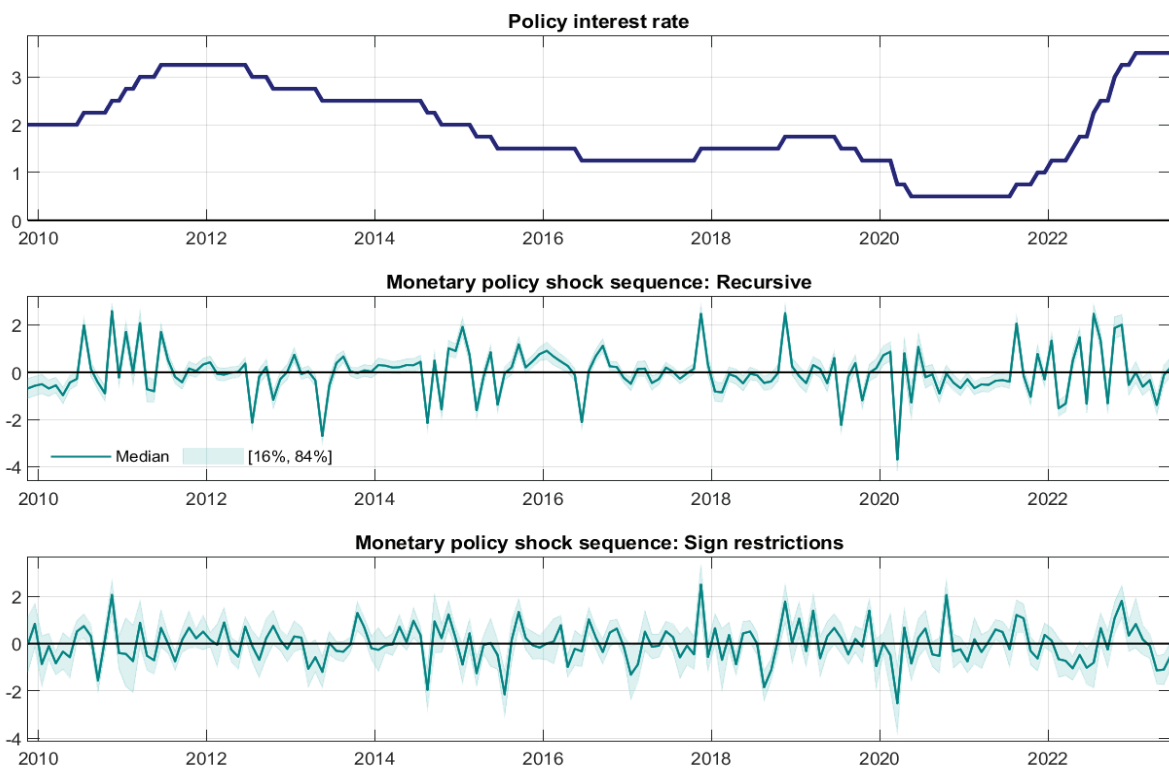 Policy interest rate
3
2
1
0
2010 2012 2014 2016 2018 2020 2022
Monetary policy shock sequence: Recursive
2
0
-2
-4
Median [16%, 84%]
2010 2012 2014 2016 2018 2020 2022
Monetary policy shock sequence: Sign restrictions
2
0
-2
-4
2010 2012 2014 2016 2018 2020 2022